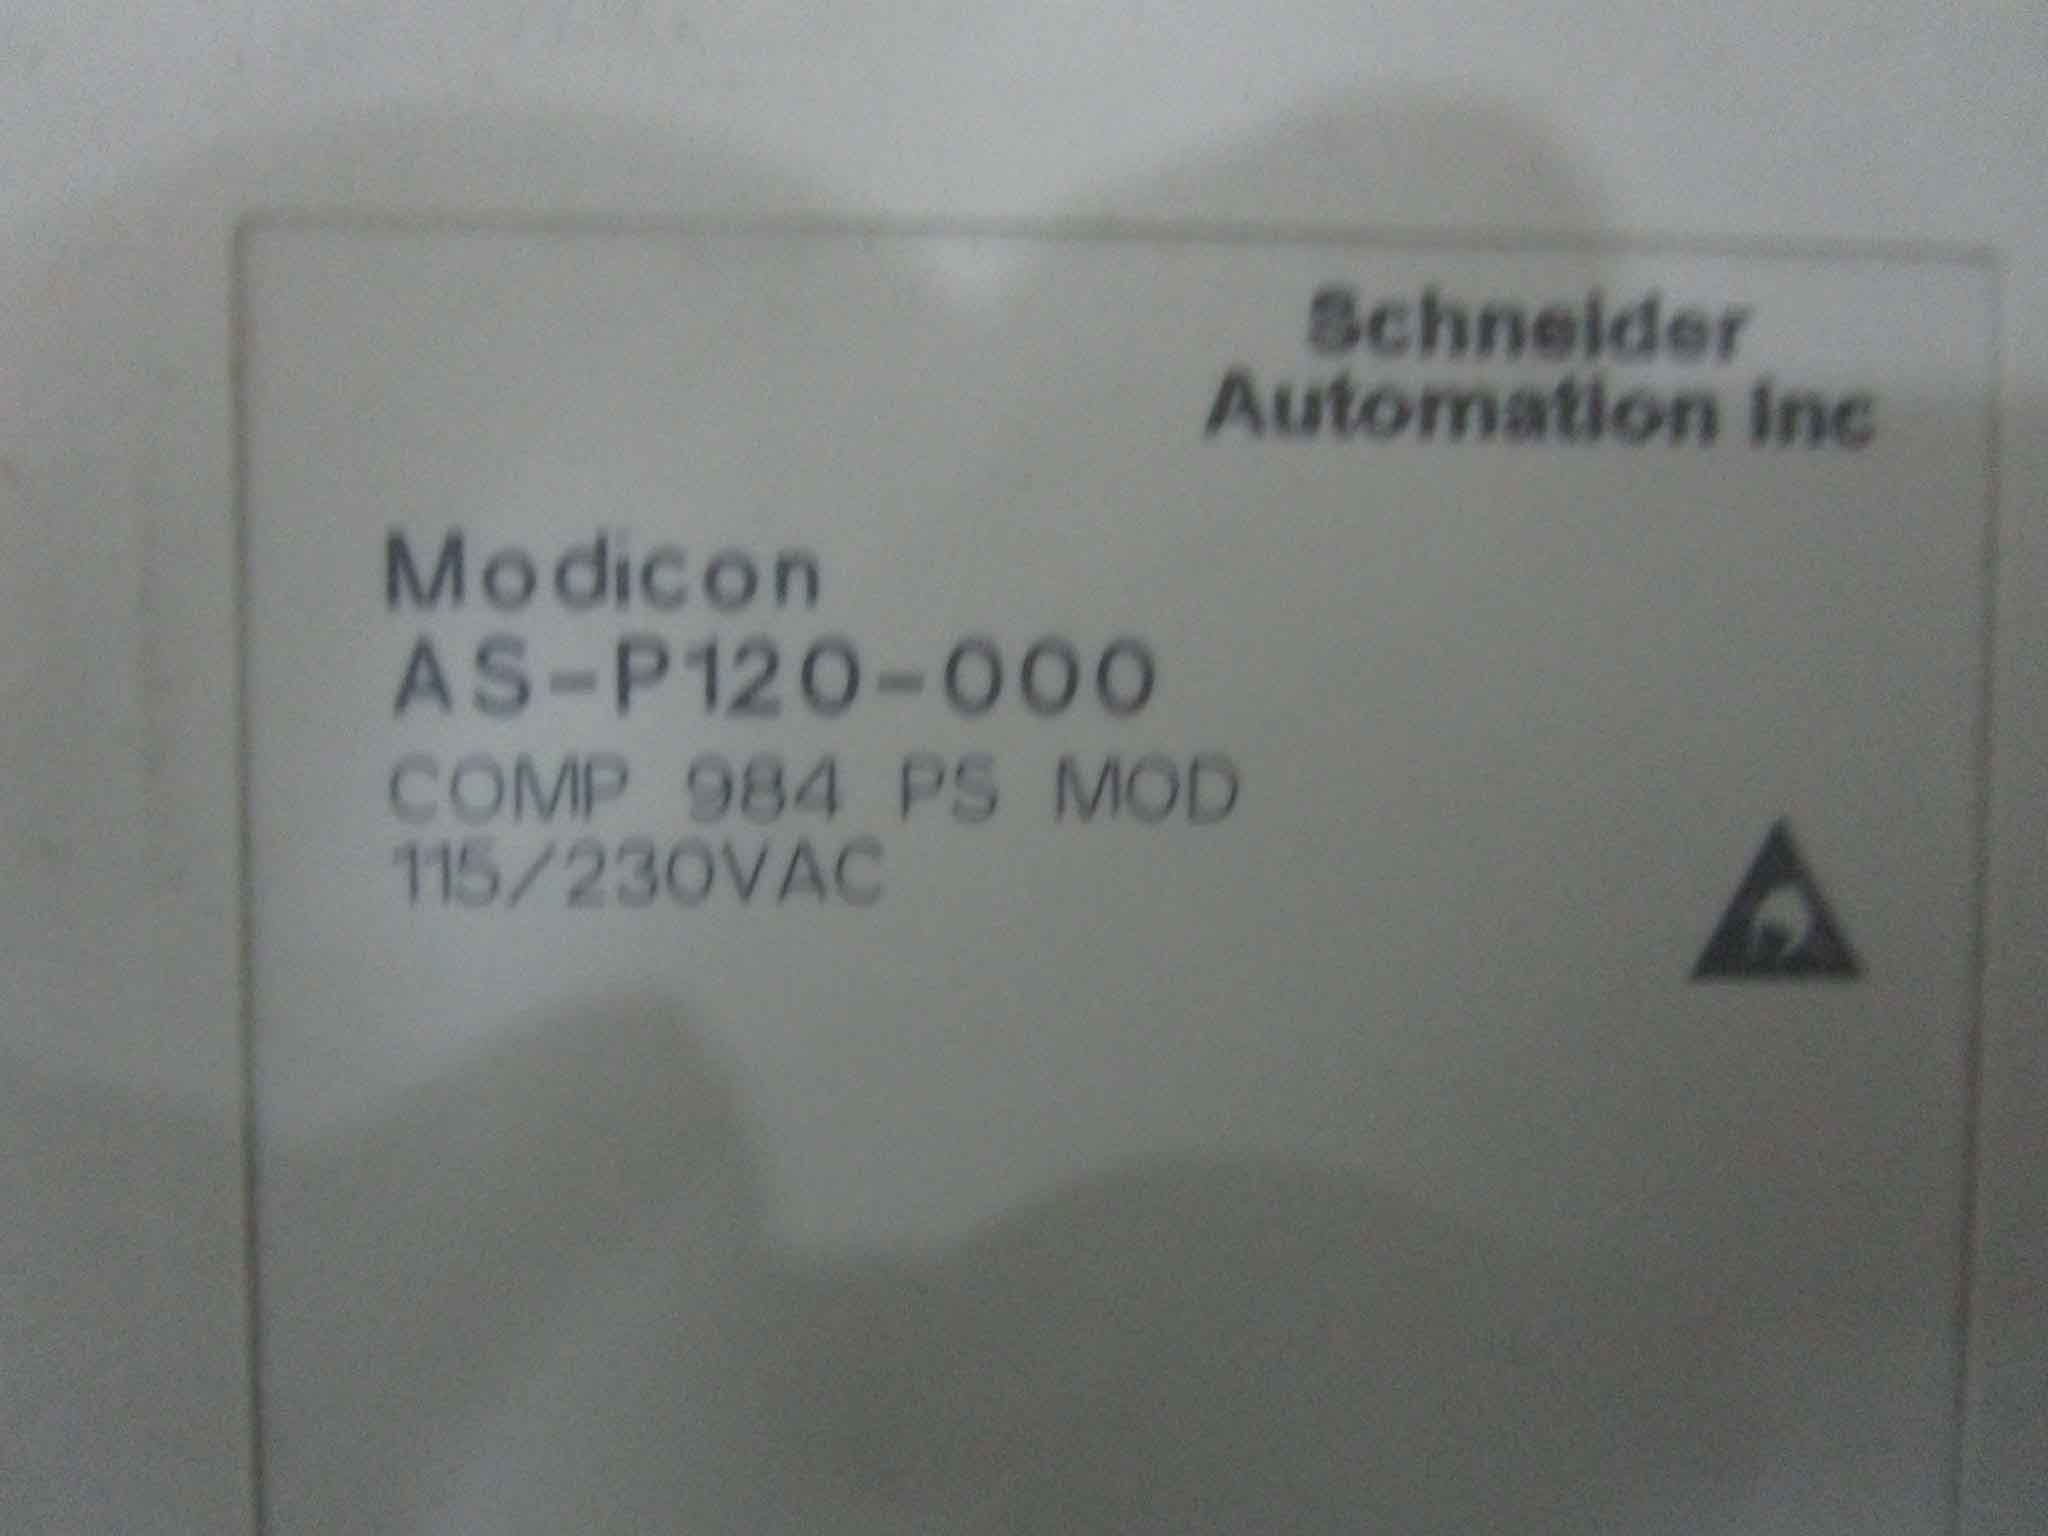 Schneider
Automation Inc
Modicon
AS-P120-000
COMP 984 PS MOD
115/230VAC